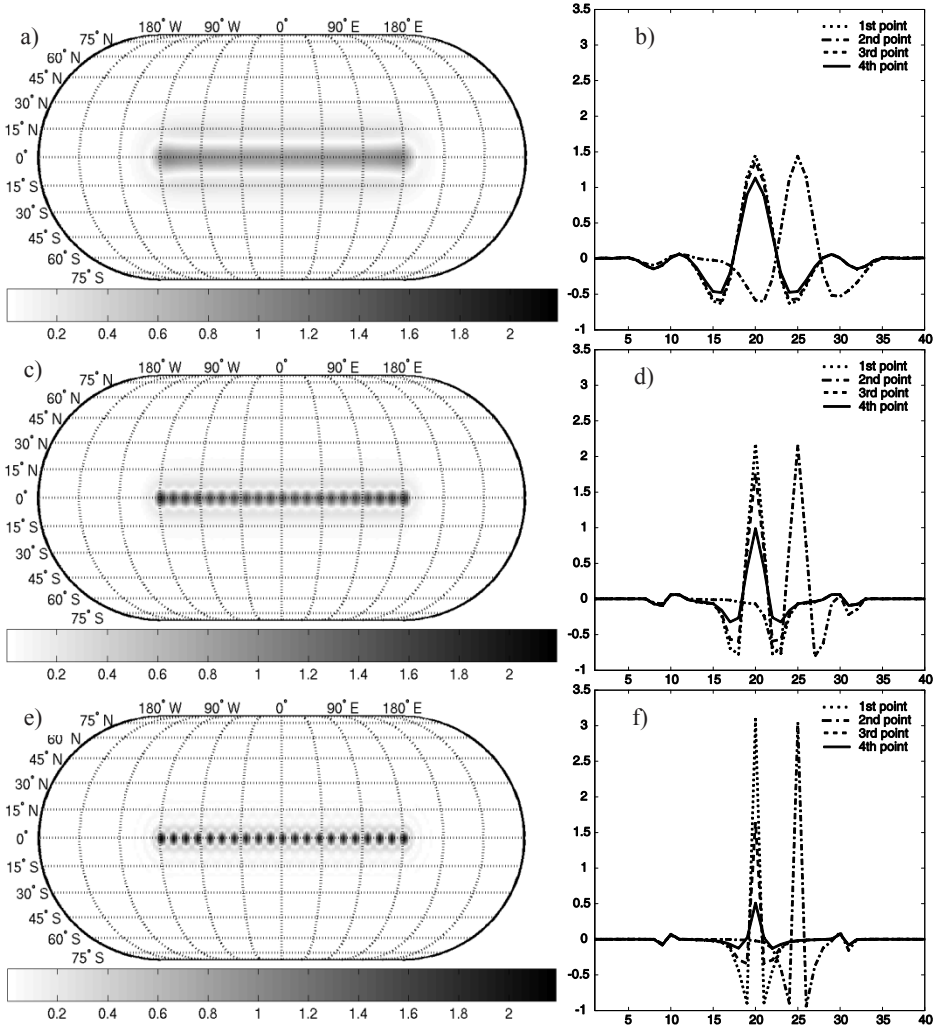 a)
180° W 90° W 0° 90° E 180° E
75° N
60° N
45° N
30° N
15° N
0°
15° S
30° S
45° S
60° S
75° S
0.2 0.4 0.6 0.8 1 1.2 1.4 1.6 1.8 2
b)
1st point
2nd point
3rd point
4th point
3.5
3
2.5
2
1.5
1
0.5
0
-0.5
-1
5 10 15 20 25 30 35 40
c)
180° W 90° W 0° 90° E 180° E
75° N
60° N
45° N
30° N
15° N
0°
15° S
30° S
45° S
60° S
75° S
0.2 0.4 0.6 0.8 1 1.2 1.4 1.6 1.8 2
d)
1st point
2nd point
3rd point
4th point
3.5
3
2.5
2
1.5
1
0.5
0
-0.5
-1
5 10 15 20 25 30 35 40
e)
180° W 90° W 0° 90° E 180° E
75° N
60° N
45° N
30° N
15° N
0°
15° S
30° S
45° S
60° S
75° S
0.2 0.4 0.6 0.8 1 1.2 1.4 1.6 1.8 2
f)
1st point
2nd point
3rd point
4th point
3.5
3
2.5
2
1.5
1
0.5
0
-0.5
-1
5 10 15 20 25 30 35 40